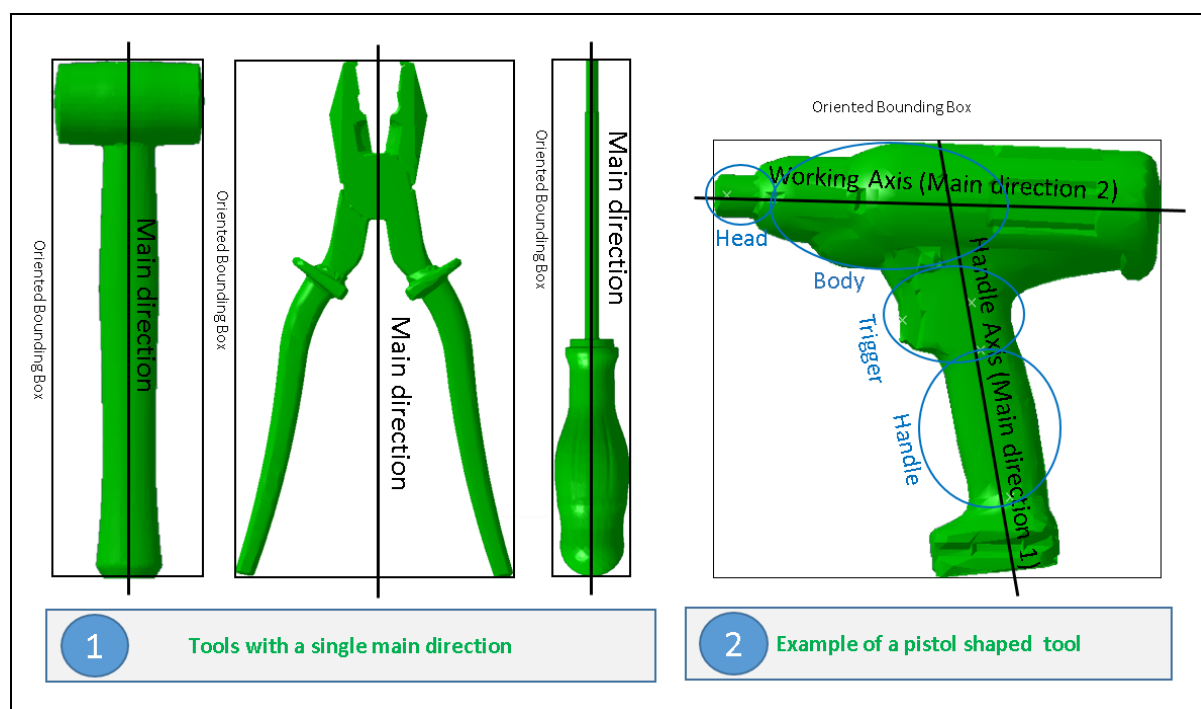 Oriented Bounding Box
Main direction
Oriented Bounding Box
Main direction
Oriented Bounding Box
Main direction
Oriented Bounding Box
Working Axis (Main direction 2)
Head
Body
Trigger
Handle
Handle Axis (Main direction 1)
1
Tools with a single main direction
2
Example of a pistol shaped tool